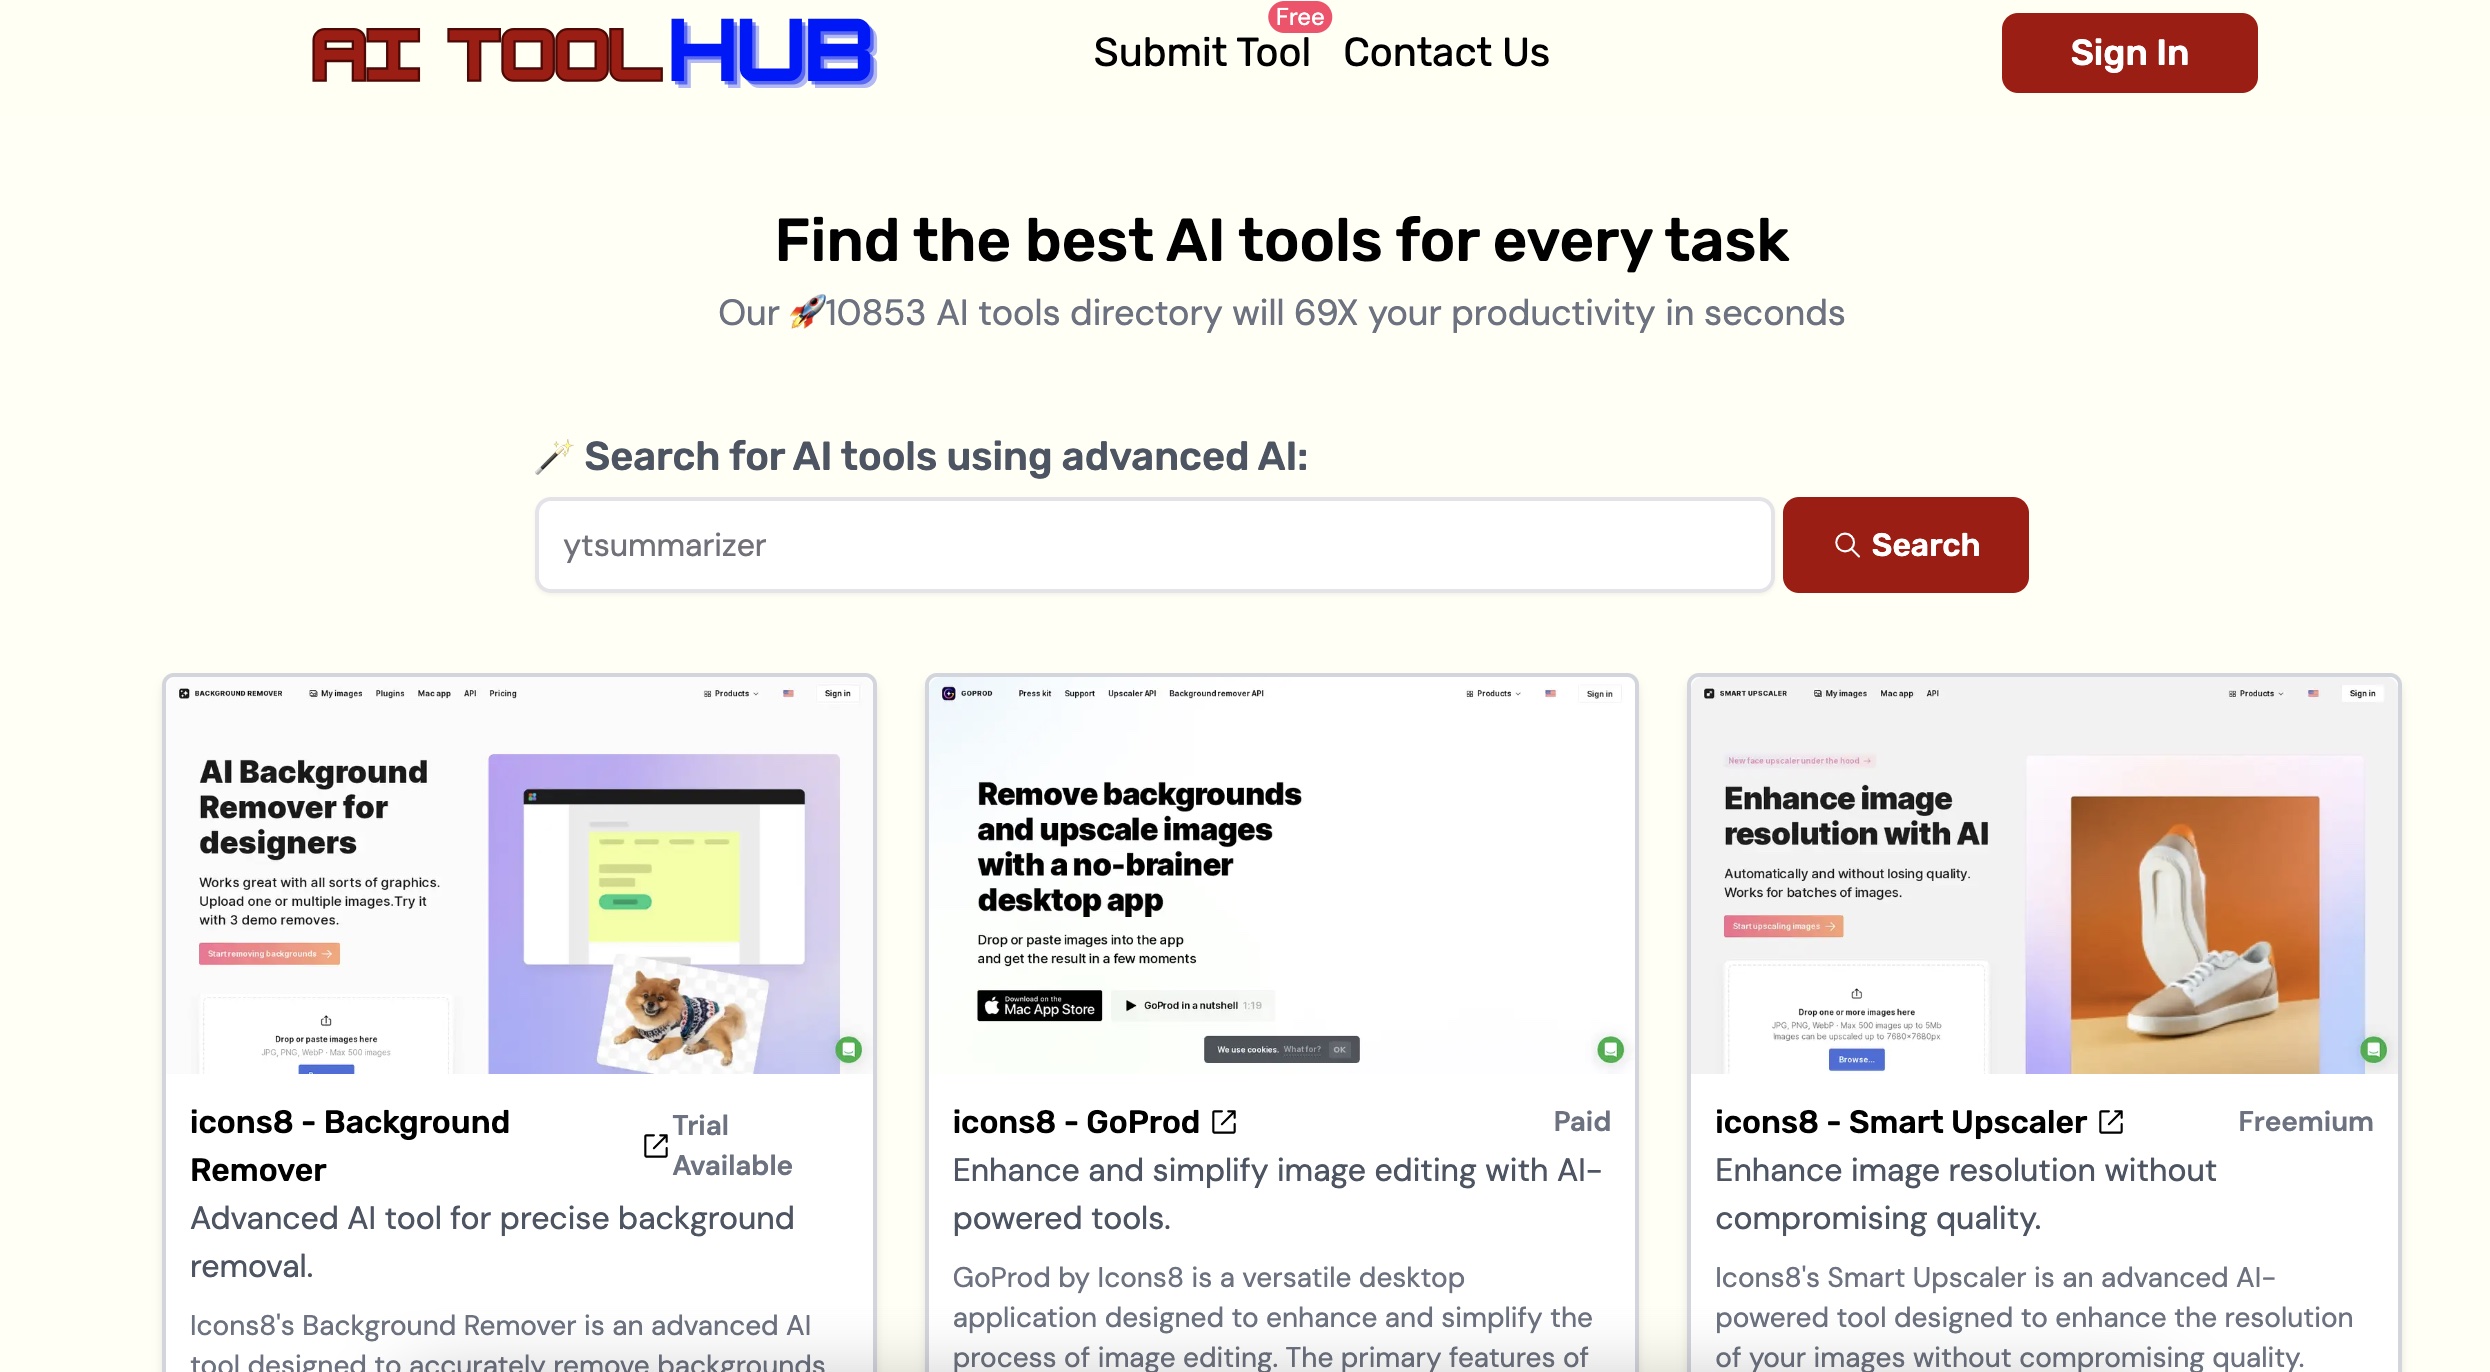 AI TOOLHUB
Submit Tool
Free
Contact Us
Sign In
Find the best AI tools for every task
Our 🚀10853 AI tools directory will 69X your productivity in seconds
🪄 Search for AI tools using advanced AI:
ytsummarizer
Search
BACKGROUND REMOVER My images Plugins Mac app API Pricing Products Sign in
AI Background
Remover for
designers
Works great with all sorts of graphics.
Upload one or multiple images.Try it
with 3 demo removes.
Start removing backgrounds →
Drop or paste images here
JPG, PNG, WebP · Max 500 images
icons8 - Background
Remover
Trial
Available
Advanced AI tool for precise background
removal.
Icons8's Background Remover is an advanced AI
tool designed to accurately remove backgrounds
GOPROD Press kit Support Upscaler API Background remover API Products Sign in
Remove backgrounds
and upscale images
with a no-brainer
desktop app
Drop or paste images into the app
and get the result in a few moments
Download on the
Mac App Store
GoProd in a nutshell 1:19
We use cookies. What for? OK
icons8 - GoProd
Paid
Enhance and simplify image editing with AI-
powered tools.
GoProd by Icons8 is a versatile desktop
application designed to enhance and simplify the
process of image editing. The primary features of
SMART UPSCALER My images Mac app API Products Sign in
New face upscaler under the hood →
Enhance image
resolution with AI
Automatically and without losing quality.
Works for batches of images.
Start upscaling images →
Drop one or more images here
JPG, PNG, WebP · Max 500 images up to 5Mb
images can be upscaled up to 7680×7680px
Browse...
icons8 - Smart Upscaler
Freemium
Enhance image resolution without
compromising quality.
Icons8's Smart Upscaler is an advanced AI-
powered tool designed to enhance the resolution
of your images without compromising quality.